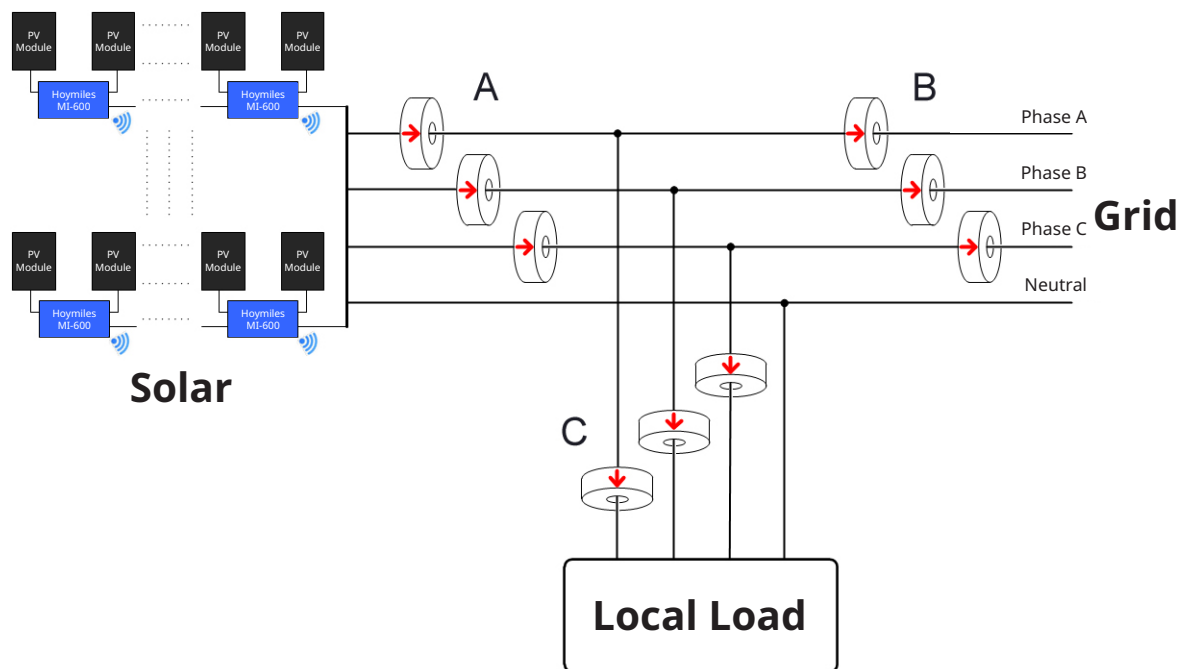 PV
Module
PV
Module
PV
Module
PV
Module
Hoymiles
MI-600
Hoymiles
MI-600
A
B
Phase A
Phase B
Phase C
Grid
Neutral
PV
Module
PV
Module
PV
Module
PV
Module
Hoymiles
MI-600
Hoymiles
MI-600
Solar
C
Local Load